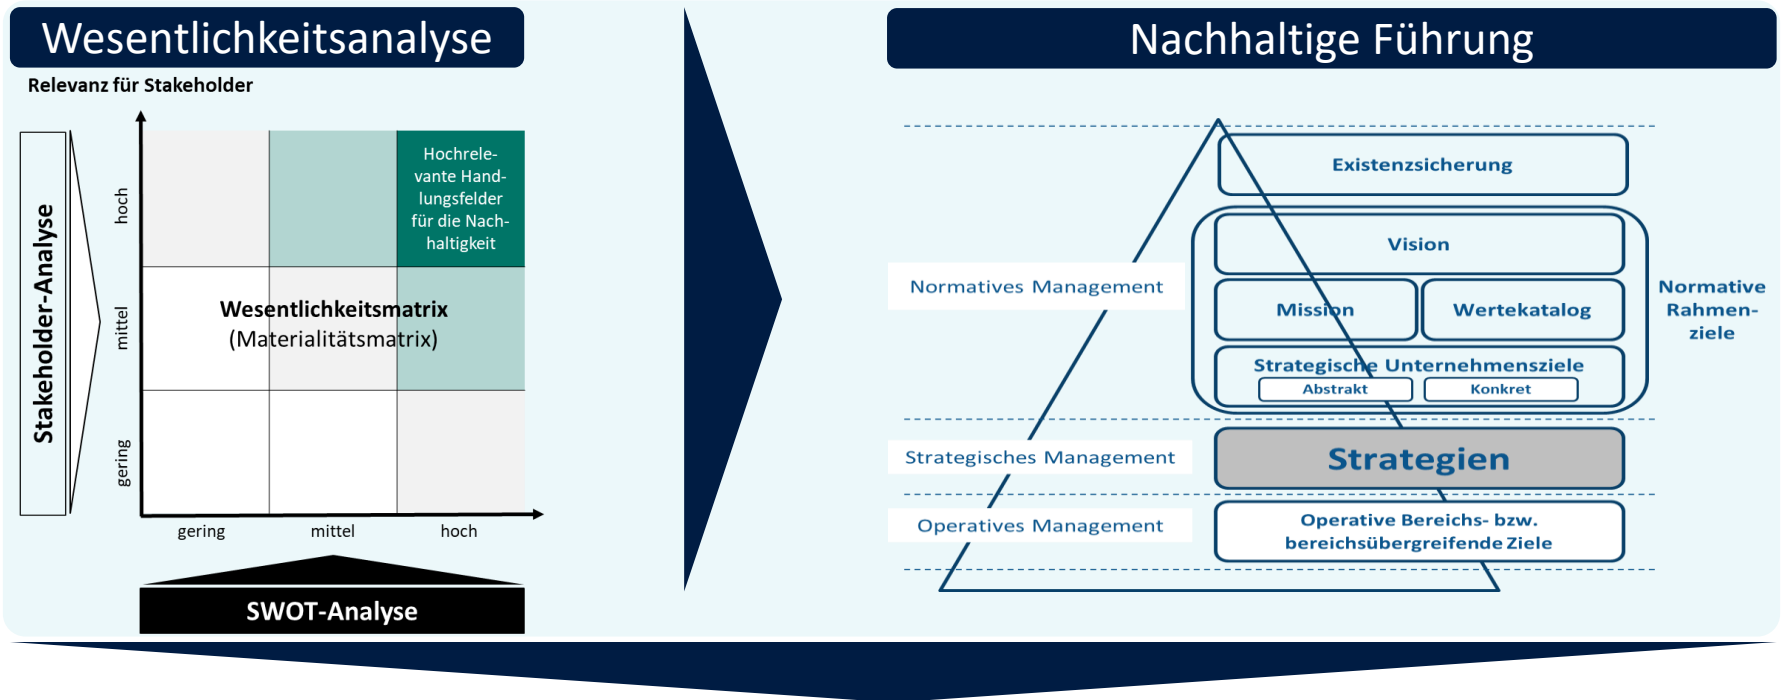 Wesentlichkeitsanalyse
Relevanz für Stakeholder
Stakeholder-Analyse
hoch
mittel
gering
Hochrele-
vante Hand-
lungsfelder
für die Nach-
haltigkeit
Wesentlichkeitsmatrix
(Materialitätsmatrix)
gering
mittel
hoch
SWOT-Analyse
Nachhaltige Führung
Normatives Management
Strategisches Management
Operatives Management
Existenzsicherung
Vision
Mission
Wertekatalog
Strategische Unternehmensziele
Abstrakt
Konkret
Normative
Rahmen-
ziele
Strategien
Operative Bereichs- bzw.
bereichsübergreifende Ziele